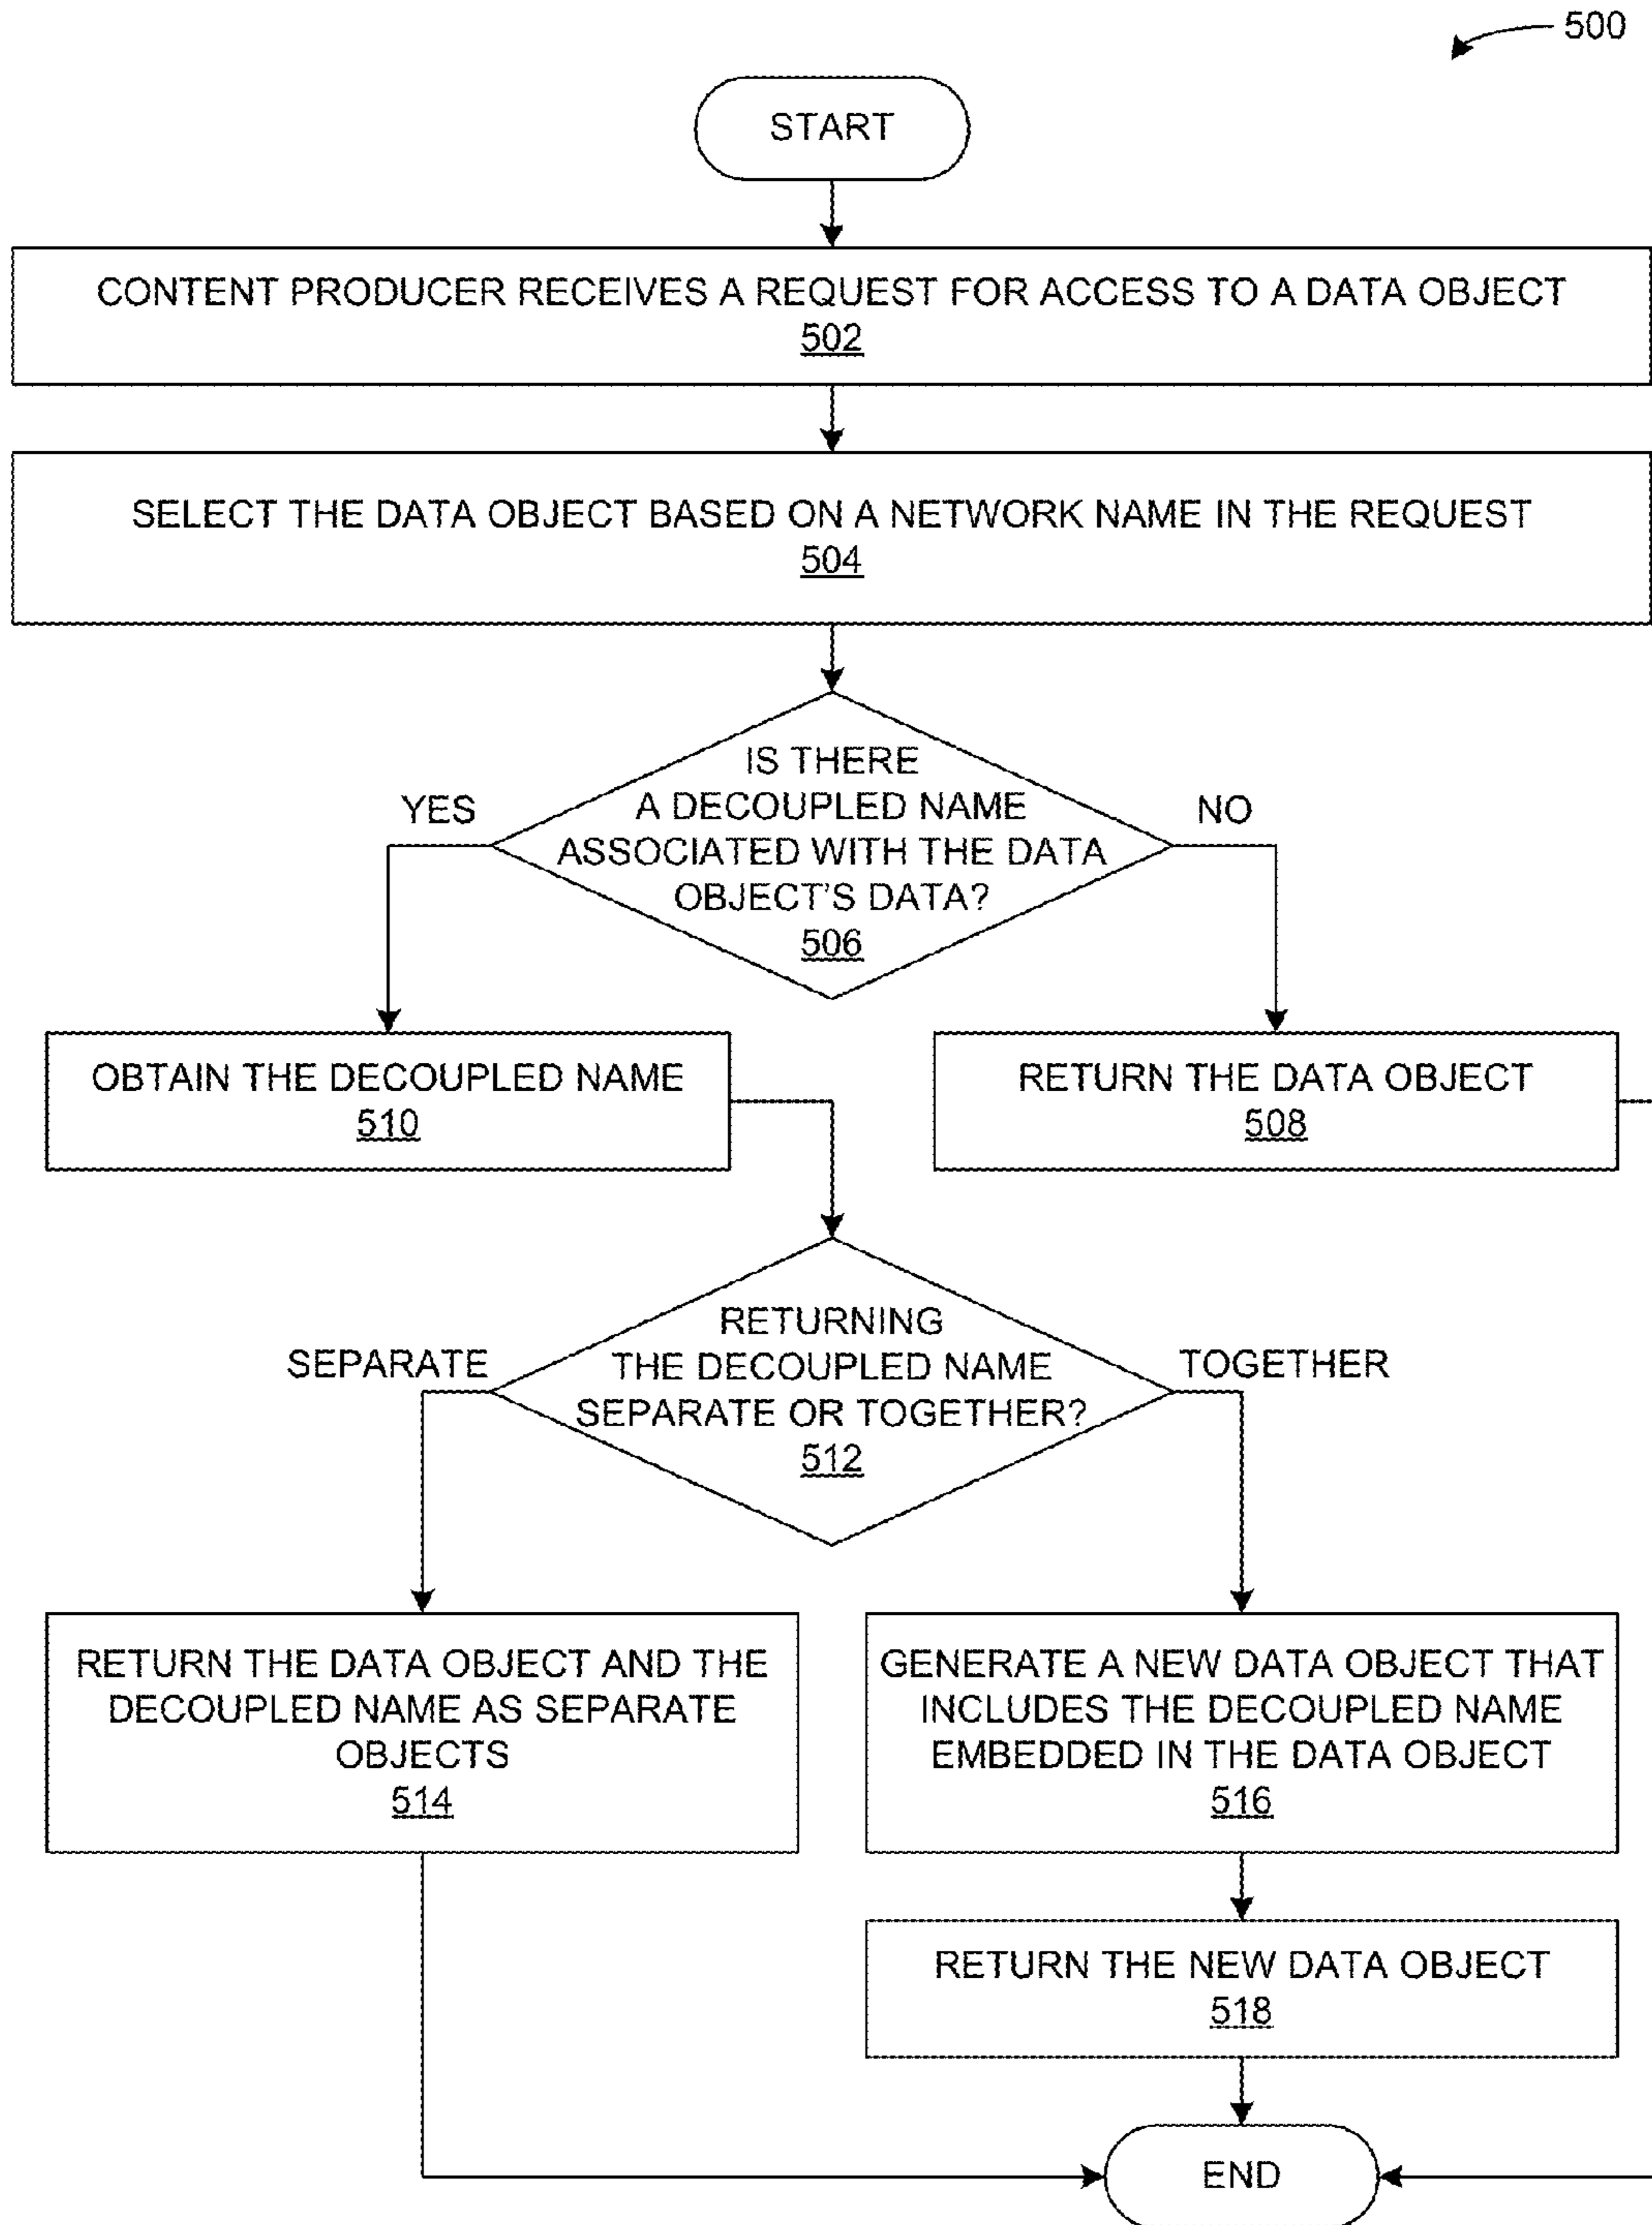 500
START
CONTENT PRODUCER RECEIVES A REQUEST FOR ACCESS TO A DATA OBJECT
502
SELECT THE DATA OBJECT BASED ON A NETWORK NAME IN THE REQUEST
504
IS THERE
A DECOUPLED NAME
ASSOCIATED WITH THE DATA
OBJECT'S DATA?
506
YES
NO
OBTAIN THE DECOUPLED NAME
510
RETURN THE DATA OBJECT
508
RETURNING
THE DECOUPLED NAME
SEPARATE OR TOGETHER?
512
SEPARATE
TOGETHER
RETURN THE DATA OBJECT AND THE
DECOUPLED NAME AS SEPARATE
OBJECTS
514
GENERATE A NEW DATA OBJECT THAT
INCLUDES THE DECOUPLED NAME
EMBEDDED IN THE DATA OBJECT
516
RETURN THE NEW DATA OBJECT
518
END